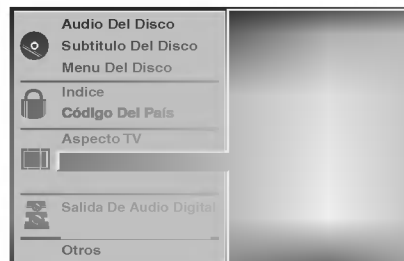 Audio Del Disco
Subtitulo Del Disco
Menu Del Disco
Indice
Código Del País
Aspecto TV
Salida De Audio Digital
Otros